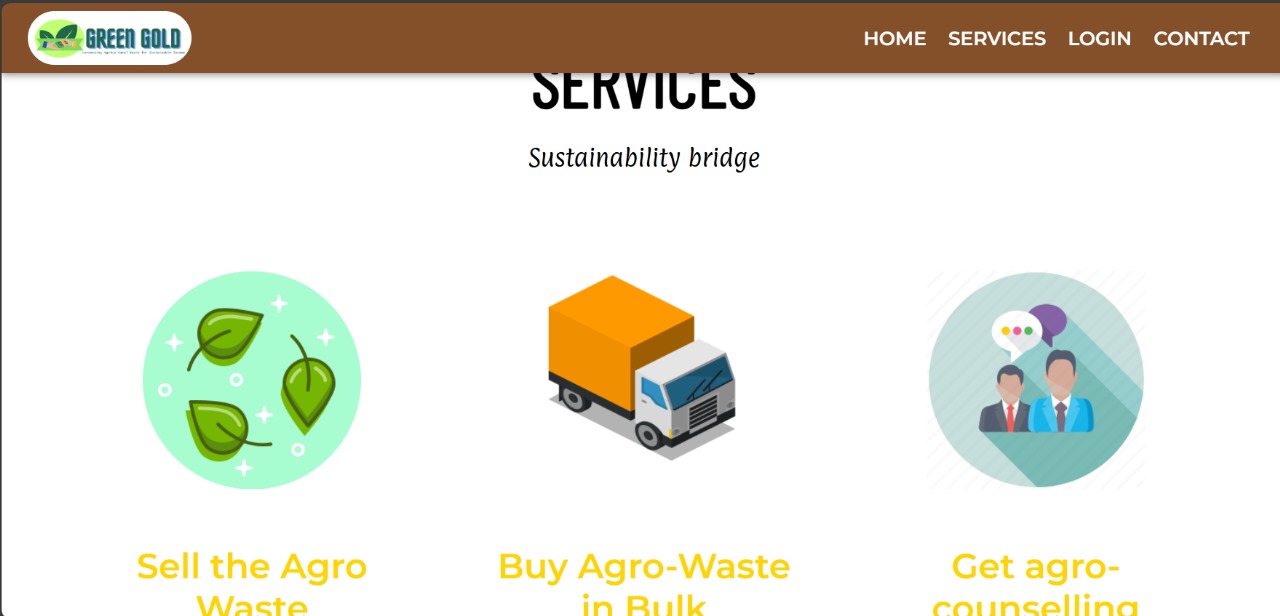 GREEN GOLD
HOME SERVICES LOGIN CONTACT
SERVICES
Sustainability bridge
Sell the Agro
Waste
Buy Agro-Waste
in Bulk
Get agro-
counselling